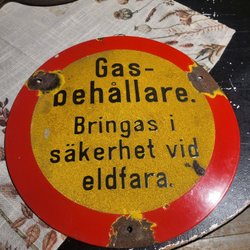 Gas-
behållare.
Bringas i
säkerhet vid
eldfara.